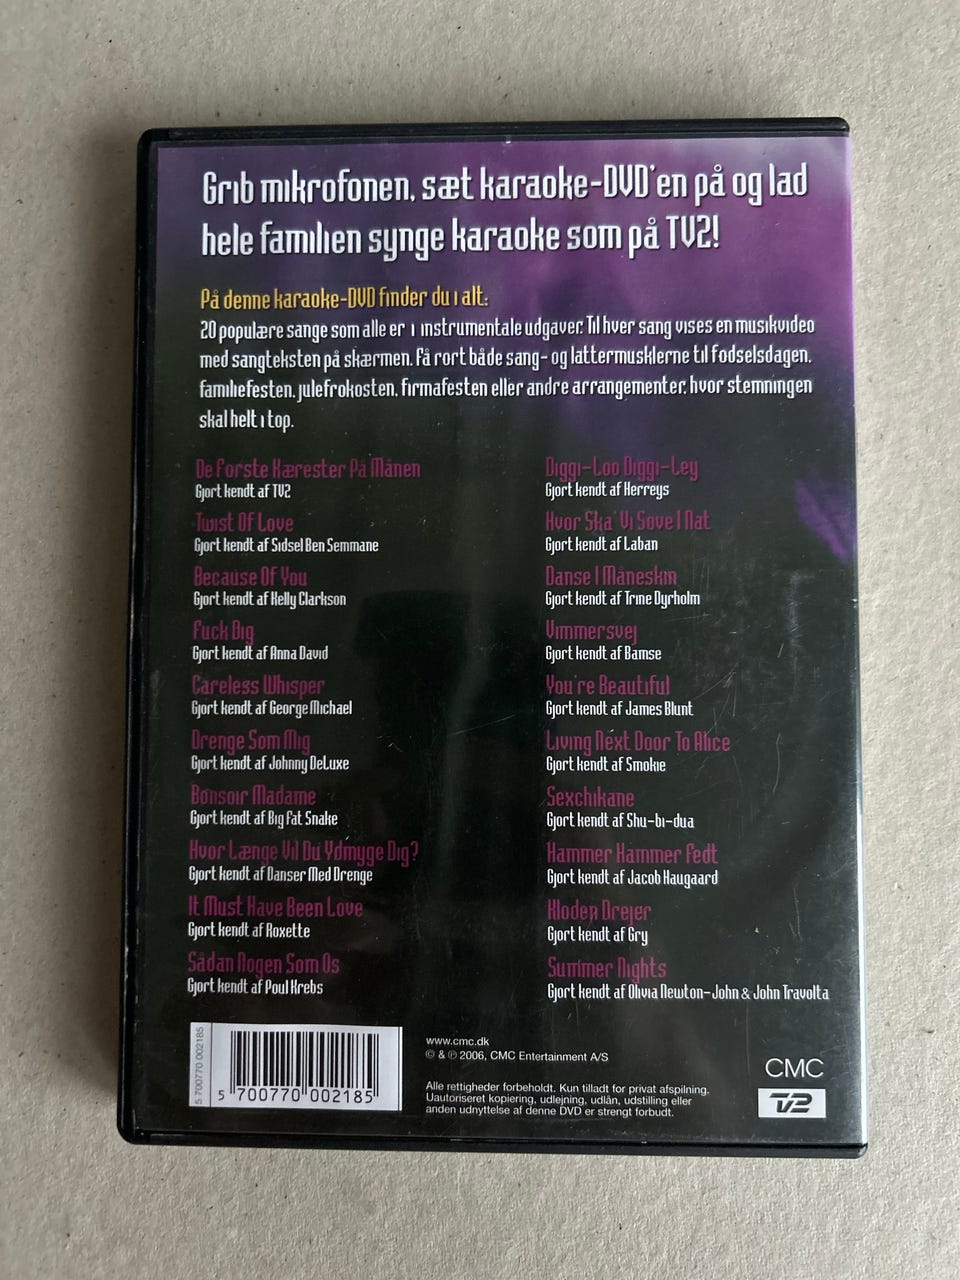 Grib mikrofonen, sæt karaoke-DVD'en på og lad
hele familien synge karaoke som på TV2!
På denne karaoke-DVD finder du i alt:
20 populære sange som alle er i instrumentale udgaver. Til hver sang vises en musikvideo
med sangteksten på skærmen. Få rørt både sang- og lattermusklerne til fødselsdagen,
familiefesten, julefrokosten, firmafesten eller andre arrangementer, hvor stemningen
skal helt i top.
De Første Kærester På Månen
Gjort kendt af TV2
Twist Of Love
Gjort kendt af Sidsel Ben Semmane
Because Of You
Gjort kendt af Kelly Clarkson
Fuck Dig
Gjort kendt af Anna David
Careless Whisper
Gjort kendt af George Michael
Drenge Som Mig
Gjort kendt af Johnny DeLuxe
Bonsoir Madame
Gjort kendt af Big Fat Snake
Hvor Længe Vil Du Ydmyge Dig?
Gjort kendt af Danser Med Drenge
It Must Have Been Love
Gjort kendt af Roxette
Sådan Nogen Som Os
Gjort kendt af Poul Krebs
Diggi-Loo Diggi-Ley
Gjort kendt af Herreys
Hvor Ska' Vi Sove I Nat
Gjort kendt af Laban
Danse I Måneskin
Gjort kendt af Trine Dyrholm
Vimmersvej
Gjort kendt af Bamse
You're Beautiful
Gjort kendt af James Blunt
Living Next Door To Alice
Gjort kendt af Smokie
Sexchikane
Gjort kendt af Shu-bi-dua
Hammer Hammer Fedt
Gjort kendt af Jacob Haugaard
Kloden Drejer
Gjort kendt af Gry
Summer Nights
Gjort kendt af Olivia Newton-John & John Travolta
5 700770 002185
5 700770 002185
www.cmc.dk
© & ℗ 2006, CMC Entertainment A/S
Alle rettigheder forbeholdt. Kun tilladt for privat afspilning.
Uautoriseret kopiering, udlejning, udlån, udstilling eller
anden udnyttelse af denne DVD er strengt forbudt.
CMC
TV2